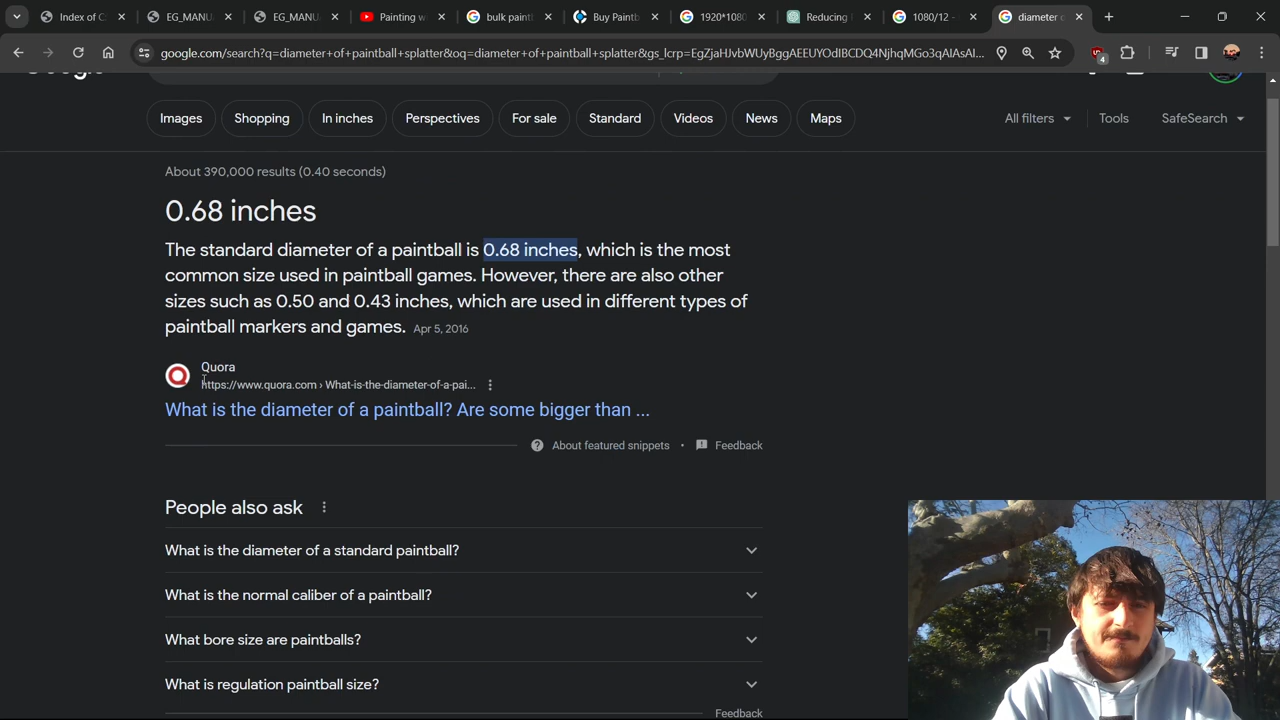 Index of C
EG_MANU
EG_MANU
Painting w
bulk paint
Buy Paintb
1920*1080
Reducing
1080/12 -
diameter o
google.com/search?q=diameter+of+paintball+splatter&oq=diameter+of+paintball+splatter&gs_lcrp=EgZjaHJvbWUyBggAEEUYOdIBCDQ4NjhqMGo3qAIAsAI...
4
Images
Shopping
In inches
Perspectives
For sale
Standard
Videos
News
Maps
All filters
Tools
SafeSearch
About 390,000 results (0.40 seconds)
0.68 inches
The standard diameter of a paintball is 0.68 inches, which is the most
common size used in paintball games. However, there are also other
sizes such as 0.50 and 0.43 inches, which are used in different types of
paintball markers and games. Apr 5, 2016
Quora
https://www.quora.com › What-is-the-diameter-of-a-pai...
What is the diameter of a paintball? Are some bigger than ...
About featured snippets • Feedback
People also ask
What is the diameter of a standard paintball?
What is the normal caliber of a paintball?
What bore size are paintballs?
What is regulation paintball size?
Feedback